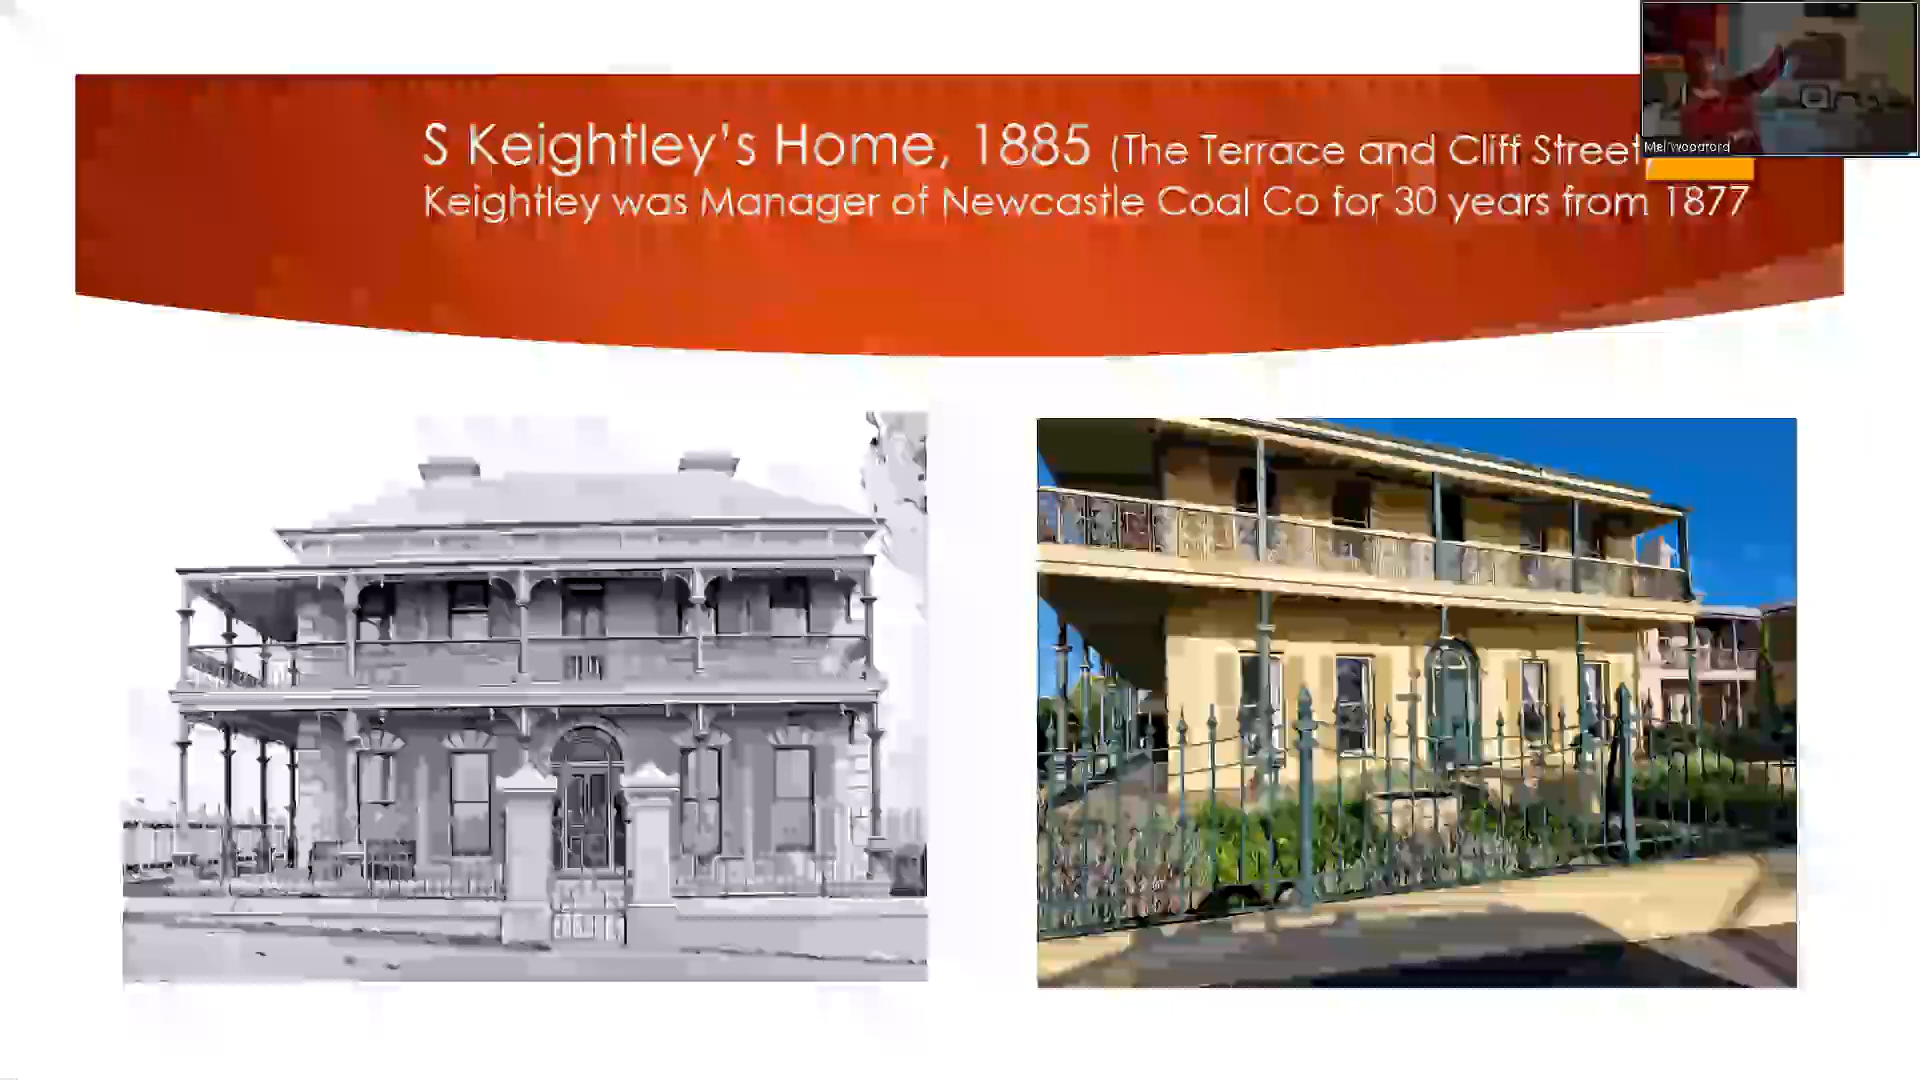 S Keightley's Home, 1885 (The Terrace and Cliff Street)
Keightley was Manager of Newcastle Coal Co for 30 years from 1877
Mel Woodford